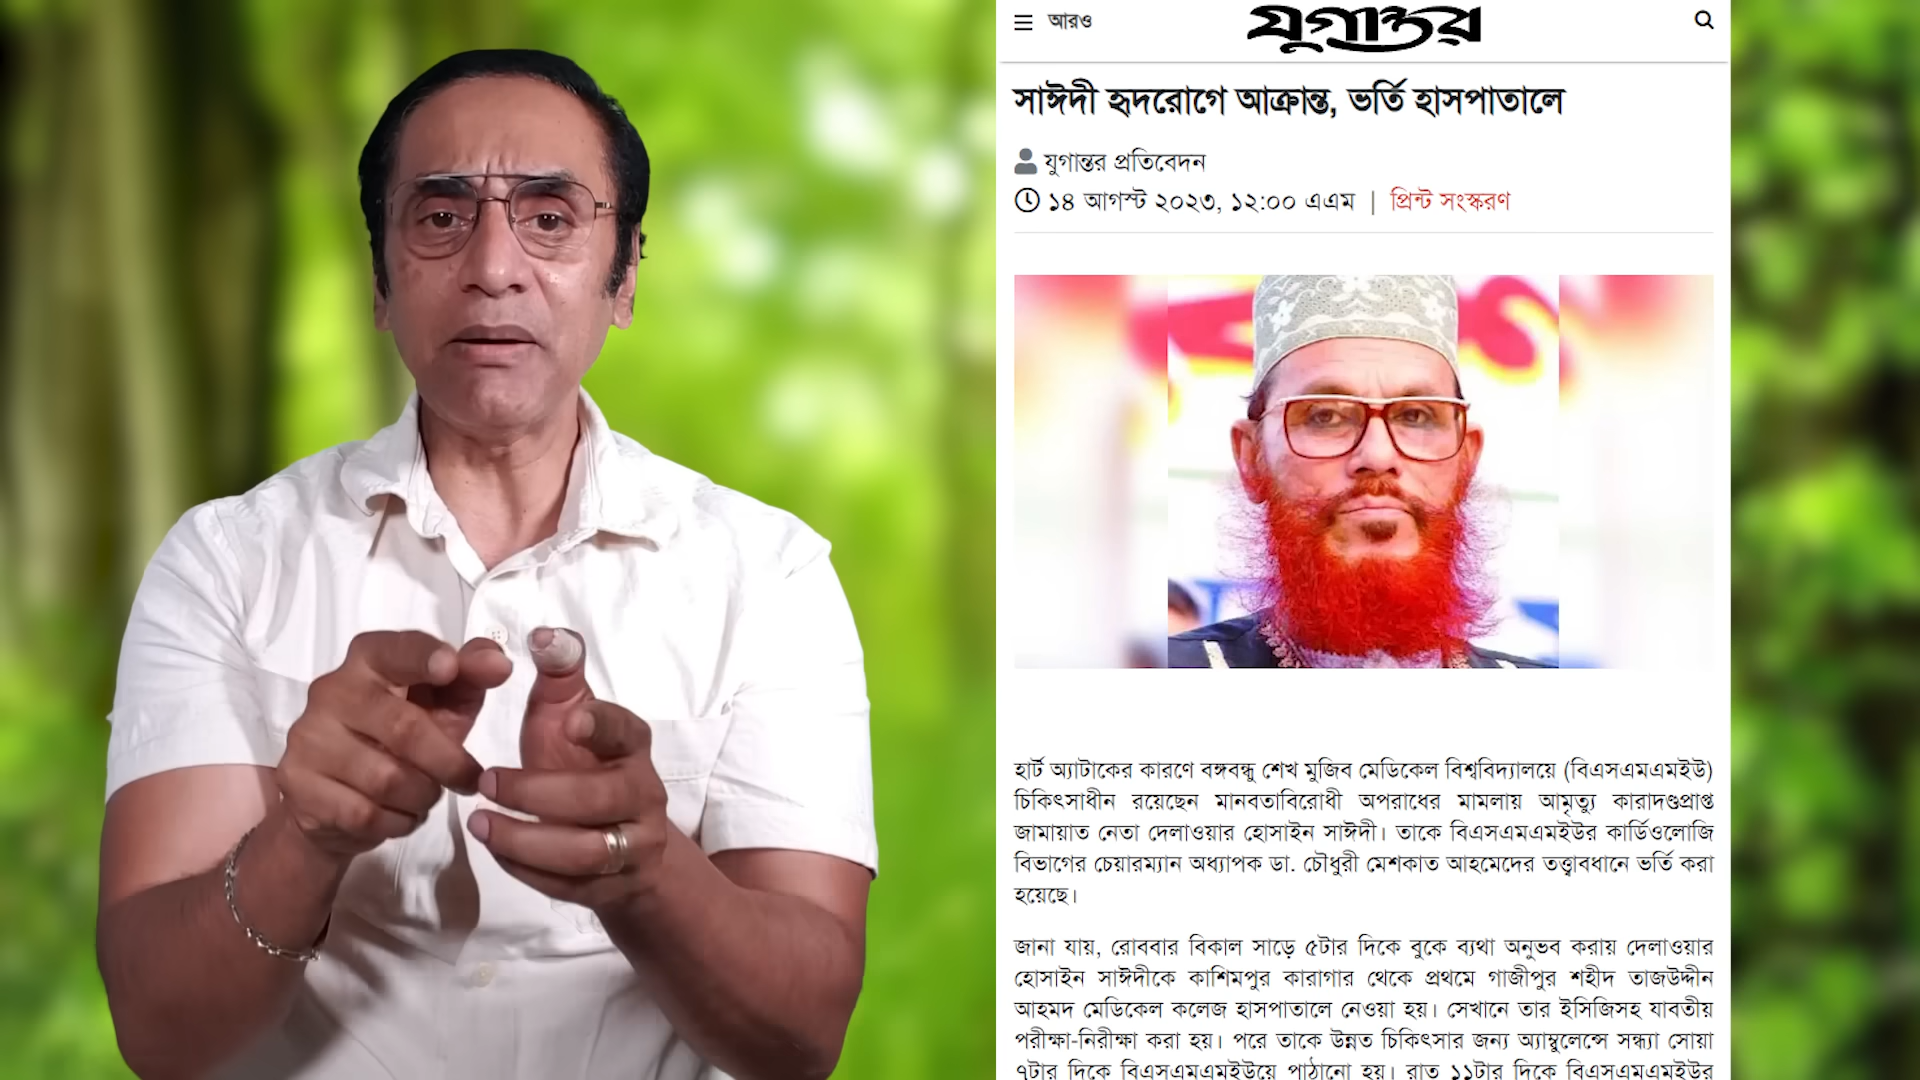 আরও
যুগান্তর
সাঈদী হৃদরোগে আক্রান্ত, ভর্তি হাসপাতালে
যুগান্তর প্রতিবেদন
১৪ আগস্ট ২০২৩, ১২:০০ এএম | প্রিন্ট সংস্করণ
হার্ট অ্যাটাকের কারণে বঙ্গবন্ধু শেখ মুজিব মেডিকেল বিশ্ববিদ্যালয়ে (বিএসএমএমইউ)
চিকিৎসাধীন রয়েছেন মানবতাবিরোধী অপরাধের মামলায় আমৃত্যু কারাদণ্ডপ্রাপ্ত
জামায়াত নেতা দেলাওয়ার হোসাইন সাঈদী। তাকে বিএসএমএমইউর কার্ডিওলোজি
বিভাগের চেয়ারম্যান অধ্যাপক ডা. চৌধুরী মেশকাত আহমেদের তত্ত্বাবধানে ভর্তি করা
হয়েছে।
জানা যায়, রোববার বিকাল সাড়ে ৫টার দিকে বুকে ব্যথা অনুভব করায় দেলাওয়ার
হোসাইন সাঈদীকে কাশিমপুর কারাগার থেকে প্রথমে গাজীপুর শহীদ তাজউদ্দীন
আহমদ মেডিকেল কলেজ হাসপাতালে নেওয়া হয়। সেখানে তার ইসিজিসহ যাবতীয়
পরীক্ষা-নিরীক্ষা করা হয়। পরে তাকে উন্নত চিকিৎসার জন্য অ্যাম্বুলেন্সে সন্ধ্যা সোয়া
৭টার দিকে বিএসএমএমইউয়ে পাঠানো হয়। রাত ১১টার দিকে বিএসএমএমইউর